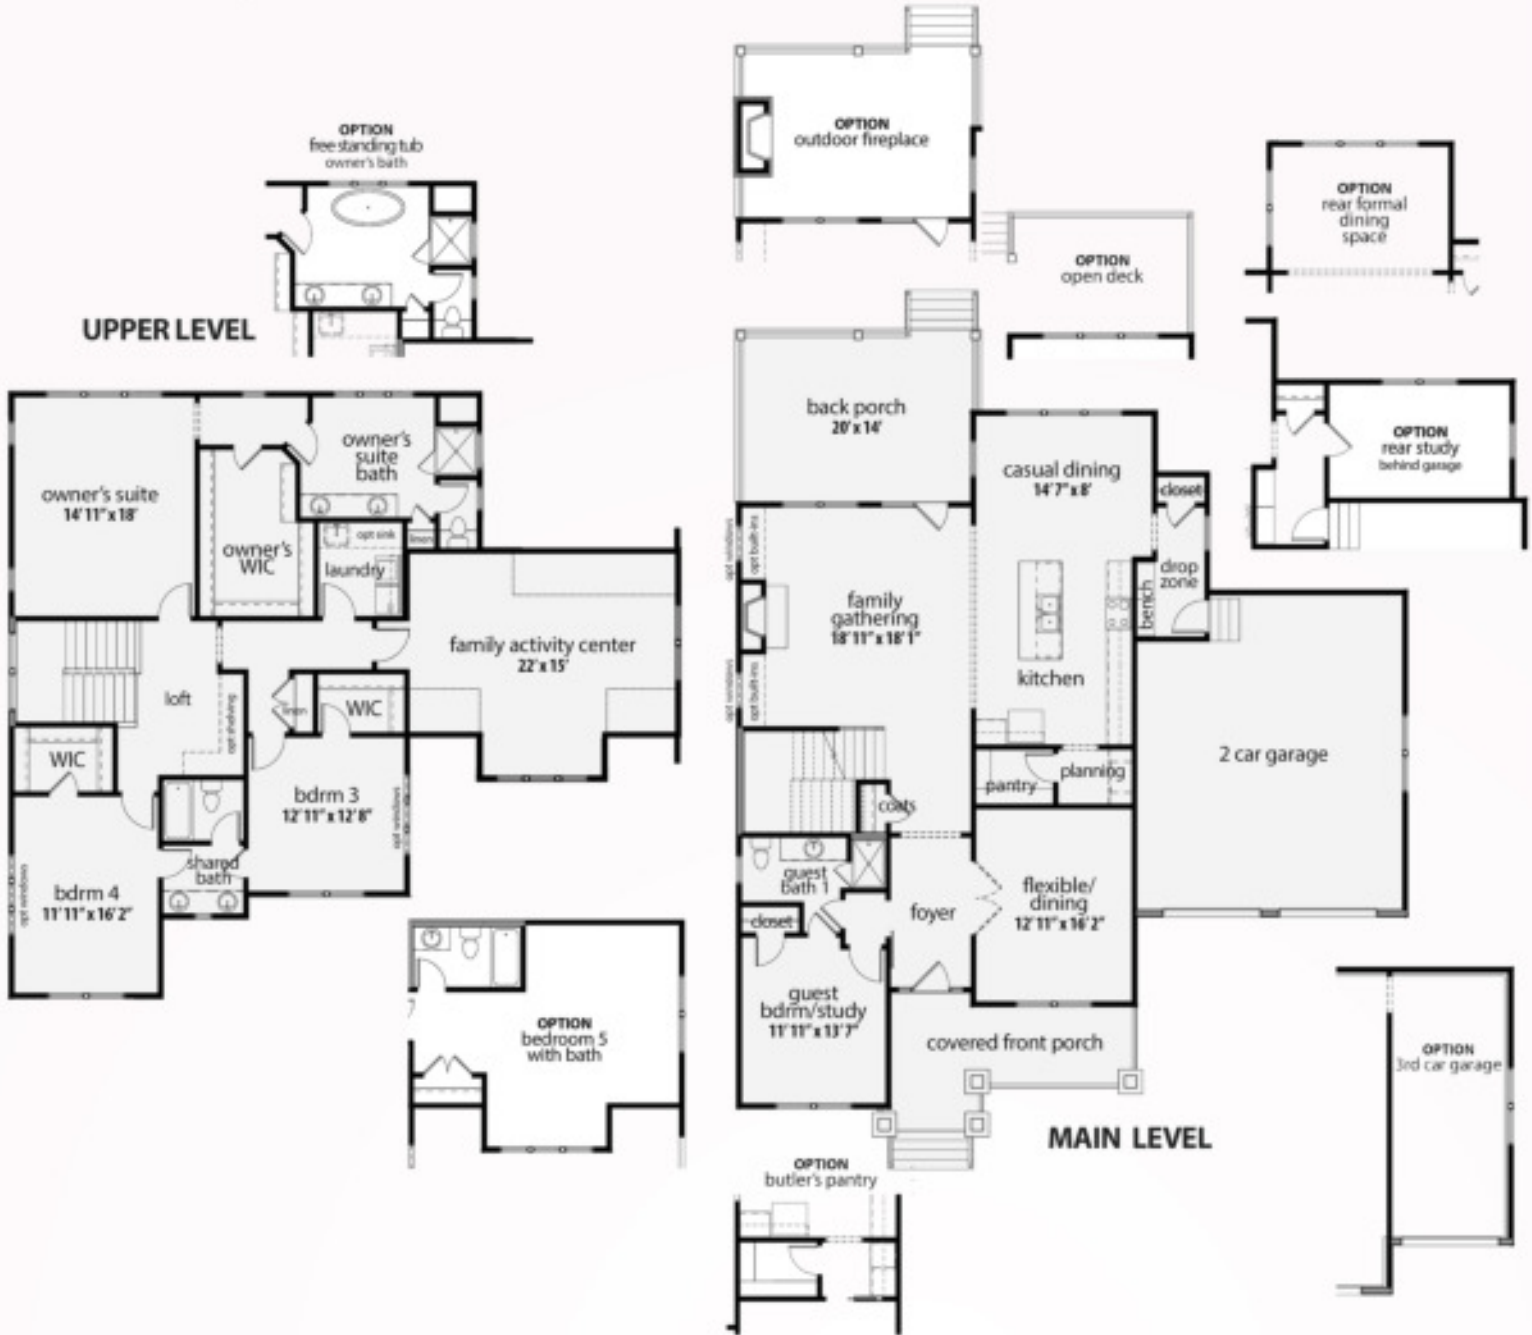 OPTION
free standing tub
owner's bath
UPPER LEVEL
owner's suite
14' 11" x 18'
owner's
suite
bath
owner's
WIC
opt sink
linen
laundry
family activity center
22' x 15'
loft
opt shelving
linen
WIC
WIC
bdrm 3
12' 11" x 12' 8"
opt windows
shared
bath
bdrm 4
11' 11" x 16' 2"
opt windows
OPTION
bedroom 5
with bath
OPTION
outdoor fireplace
OPTION
open deck
OPTION
rear formal
dining
space
OPTION
rear study
behind garage
back porch
20' x 14'
casual dining
14' 7" x 8'
closet
drop
zone
bench
opt windows
opt built-ins
family
gathering
18' 11" x 18' 1"
opt windows
opt built-ins
kitchen
pantry
planning
2 car garage
coats
guest
bath 1
closet
foyer
flexible/
dining
12' 11" x 16' 2"
guest
bdrm/study
11' 11" x 13' 7"
covered front porch
MAIN LEVEL
OPTION
3rd car garage
OPTION
butler's pantry